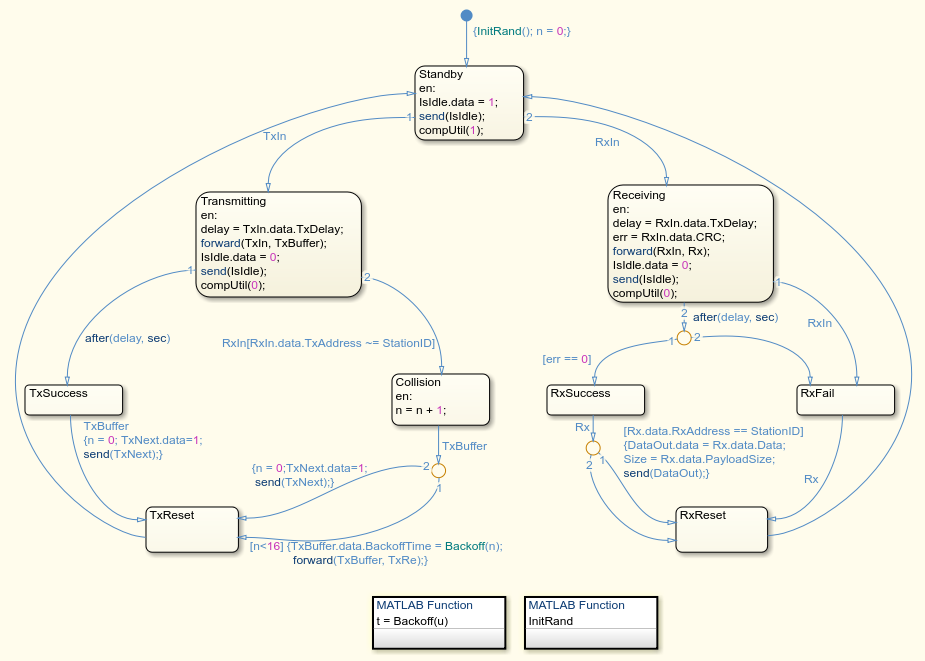 {InitRand(); n = 0;}
Standby
en:
IsIdle.data = 1;
send(IsIdle);
compUtil(1);
1
2
TxIn
RxIn
Transmitting
en:
delay = TxIn.data.TxDelay;
forward(TxIn, TxBuffer);
IsIdle.data = 0;
send(IsIdle);
compUtil(0);
1
2
Receiving
en:
delay = RxIn.data.TxDelay;
err = RxIn.data.CRC;
forward(RxIn, Rx);
IsIdle.data = 0;
send(IsIdle);
compUtil(0);
1
2
after(delay, sec)
RxIn
after(delay, sec)
RxIn[RxIn.data.TxAddress ~= StationID]
1
2
[err == 0]
TxSuccess
Collision
en:
n = n + 1;
RxSuccess
RxFail
TxBuffer
{n = 0; TxNext.data=1;
send(TxNext);}
TxBuffer
2
1
{n = 0;TxNext.data=1;
send(TxNext);}
Rx
2
1
[Rx.data.RxAddress == StationID]
{DataOut.data = Rx.data.Data;
Size = Rx.data.PayloadSize;
send(DataOut);}
Rx
TxReset
RxReset
[n<16] {TxBuffer.data.BackoffTime = Backoff(n);
forward(TxBuffer, TxRe);}
MATLAB Function
t = Backoff(u)
MATLAB Function
InitRand